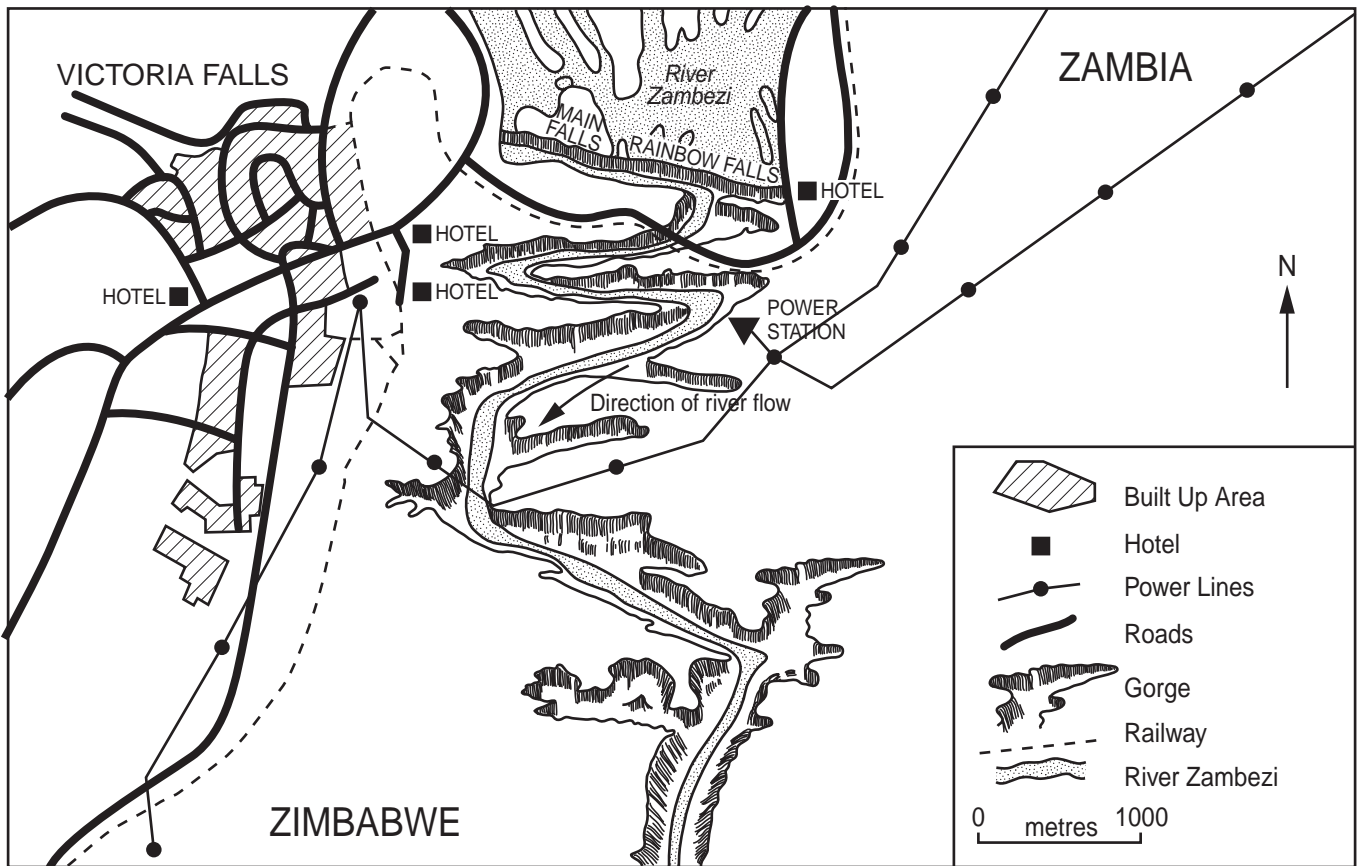 VICTORIA FALLS
River
Zambezi
ZAMBIA
MAIN
FALLS
RAINBOW FALLS
HOTEL
HOTEL
HOTEL
HOTEL
N
POWER
STATION
Direction of river flow
Built Up Area
Hotel
Power Lines
Roads
Gorge
Railway
River Zambezi
0 metres 1000
ZIMBABWE